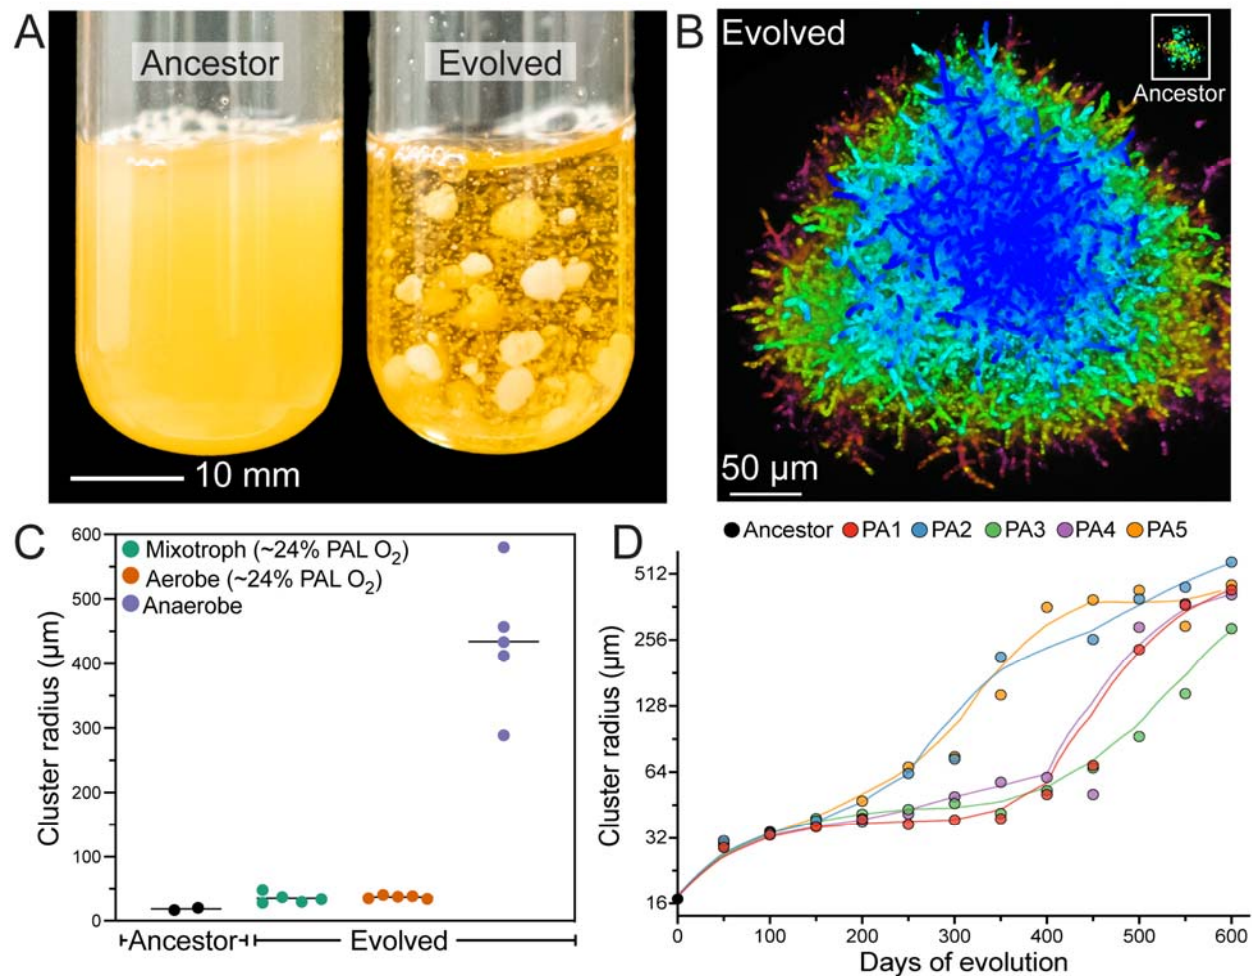 A
Ancestor
Evolved
10 mm
B
Evolved
Ancestor
50 µm
C
Cluster radius (µm)
600
500
400
300
200
100
0
Mixotroph (~24% PAL O₂)
Aerobe (~24% PAL O₂)
Anaerobe
Ancestor
Evolved
D
Ancestor PA1 PA2 PA3 PA4 PA5
Cluster radius (µm)
512
256
128
64
32
16
0 100 200 300 400 500 600
Days of evolution